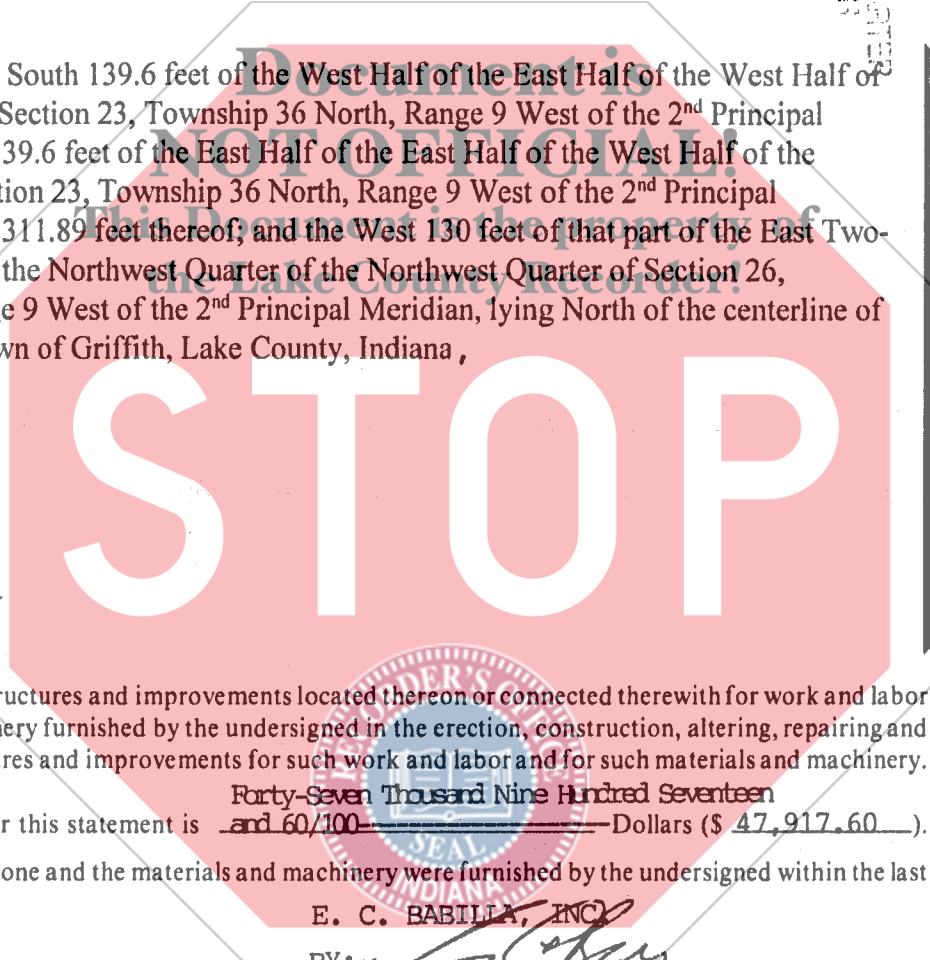 Document is
NOT OFFICIAL!
This Document is the property of
the Lake County Recorder!
STOP
South 139.6 feet of the West Half of the East Half of the West Half of
Section 23, Township 36 North, Range 9 West of the 2nd Principal
39.6 feet of the East Half of the East Half of the West Half of the
tion 23, Township 36 North, Range 9 West of the 2nd Principal
311.89 feet thereof; and the West 130 feet of that part of the East Two-
the Northwest Quarter of the Northwest Quarter of Section 26,
e 9 West of the 2nd Principal Meridian, lying North of the centerline of
wn of Griffith, Lake County, Indiana,
ructures and improvements located thereon or connected therewith for work and labor
nery furnished by the undersigned in the erection, construction, altering, repairing and
res and improvements for such work and labor and for such materials and machinery.
Forty-Seven Thousand Nine Hundred Seventeen
r this statement is and 60/100 Dollars ($ 47,917.60 ).
one and the materials and machinery were furnished by the undersigned within the last
E. C. BABILLA, INC.
BY:
RECORDER'S OFFICE
SEAL
INDIANA